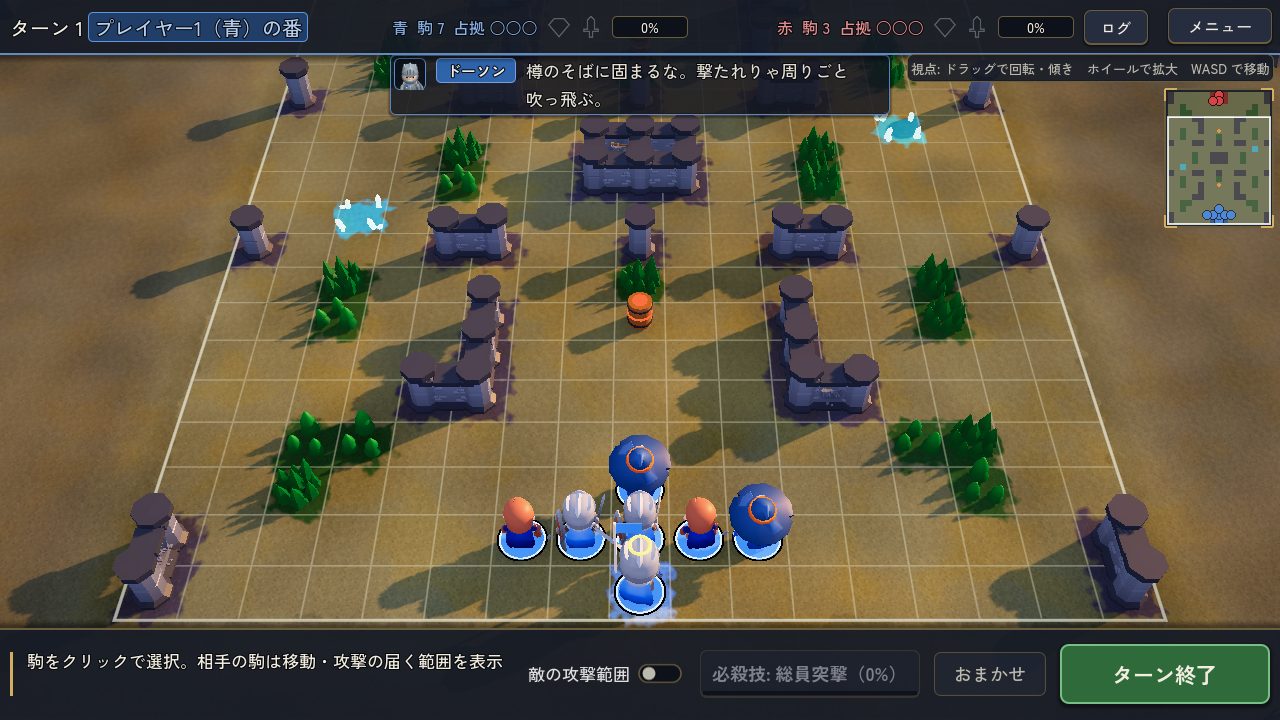 ターン 1 プレイヤー1（青）の番
青 駒 7 占拠 〇〇〇 0%
赤 駒 3 占拠 〇〇〇 0%
ログ
メニュー
ドーソン
樽のそばに固まるな。撃たれりゃ周りごと
吹っ飛ぶ。
視点: ドラッグで回転・傾き ホイールで拡大 WASD で移動
駒をクリックで選択。相手の駒は移動・攻撃の届く範囲を表示
敵の攻撃範囲
必殺技: 総員突撃（0%）
おまかせ
ターン終了